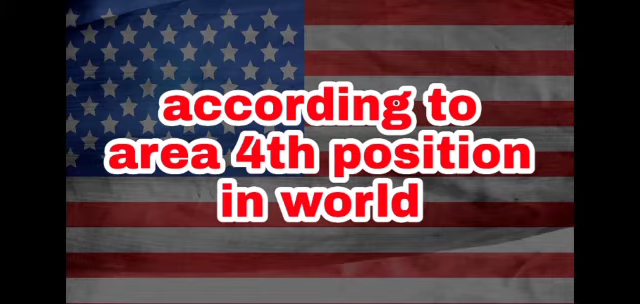 according to
area 4th position
in world